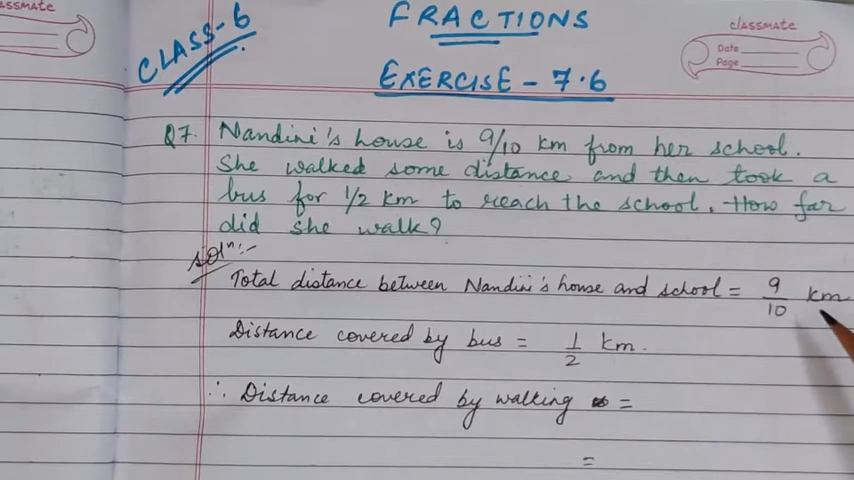 assmate
CLASS-6
FRACTIONS
EXERCISE - 7.6
classmate
Date
Page
Q7. Nandini's house is 9/10 km from her school.
She walked some distance and then took a
bus for 1/2 km to reach the school. How far
did she walk?
Solⁿ:-
Total distance between Nandini's house and school = 9/10 km
Distance covered by bus = 1/2 km.
∴ Distance covered by walking =
=